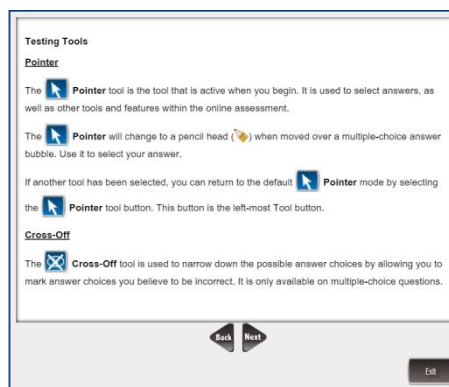 Testing Tools
Pointer
The Pointer tool is the tool that is active when you begin. It is used to select answers, as
well as other tools and features within the online assessment.
The Pointer will change to a pencil head ( ) when moved over a multiple-choice answer
bubble. Use it to select your answer.
If another tool has been selected, you can return to the default Pointer mode by selecting
the Pointer tool button. This button is the left-most Tool button.
Cross-Off
The Cross-Off tool is used to narrow down the possible answer choices by allowing you to
mark answer choices you believe to be incorrect. It is only available on multiple-choice questions.
Back Next
Exit